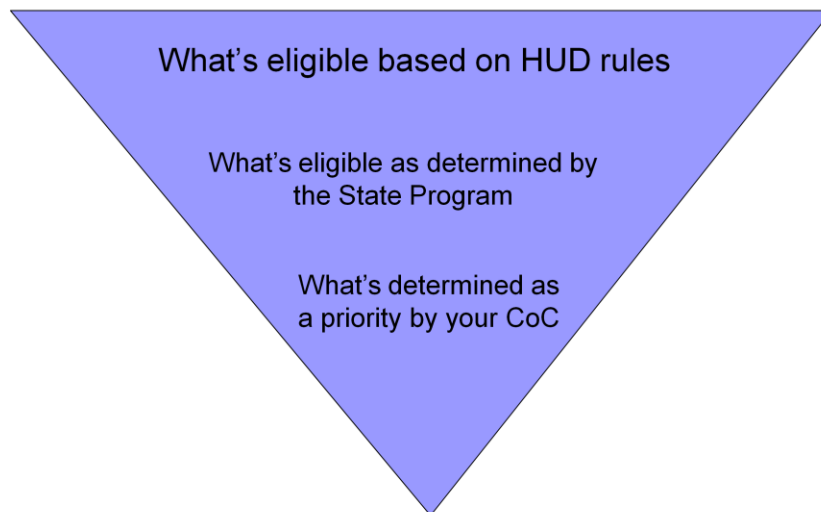 What’s eligible based on HUD rules
What’s eligible as determined by
the State Program
What’s determined as
a priority by your CoC